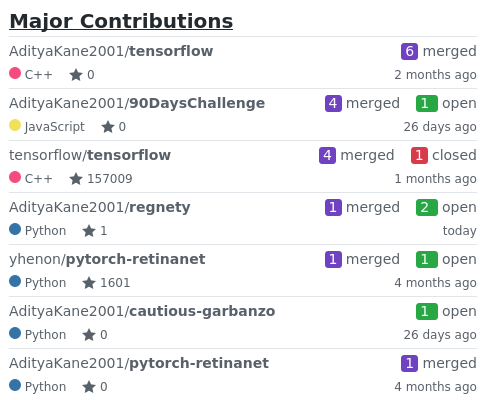 Major Contributions
AdityaKane2001/tensorflow 6 merged
C++ 0 2 months ago
AdityaKane2001/90DaysChallenge 4 merged 1 open
JavaScript 0 26 days ago
tensorflow/tensorflow 4 merged 1 closed
C++ 157009 1 months ago
AdityaKane2001/regnety 1 merged 2 open
Python 1 today
yhenon/pytorch-retinanet 1 merged 1 open
Python 1601 4 months ago
AdityaKane2001/cautious-garbanzo 1 open
Python 0 26 days ago
AdityaKane2001/pytorch-retinanet 1 merged
Python 0 4 months ago